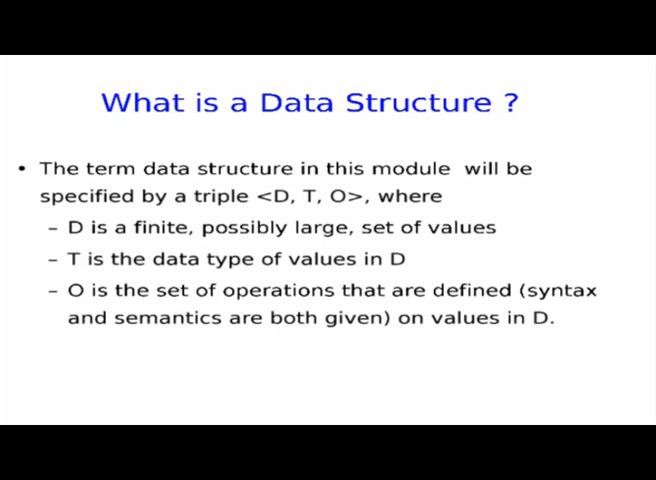 What is a Data Structure ?
• The term data structure in this module will be
specified by a triple <D, T, O>, where
– D is a finite, possibly large, set of values
– T is the data type of values in D
– O is the set of operations that are defined (syntax
and semantics are both given) on values in D.